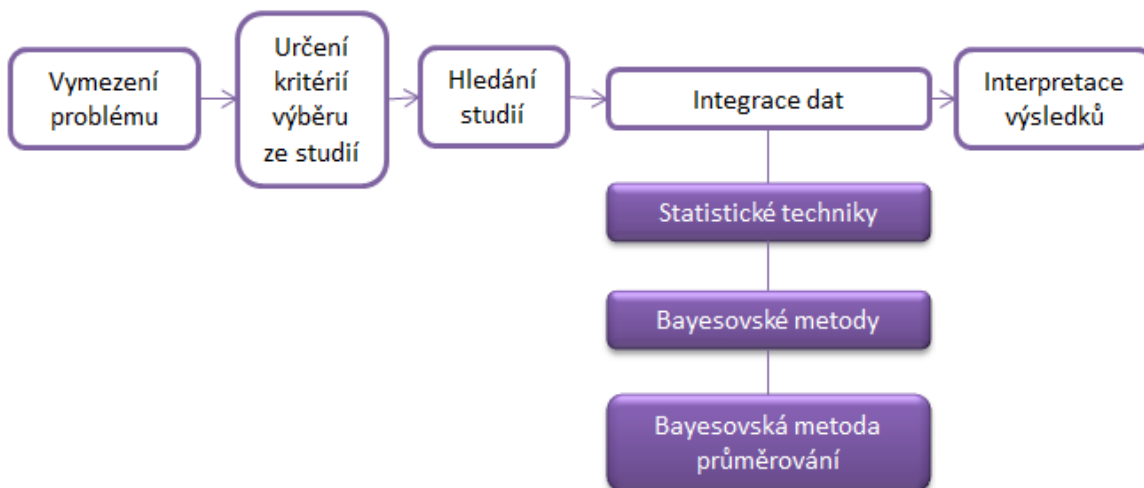 Vymezení
problému
Určení
kritérií
výběru
ze studií
Hledání
studií
Integrace dat
Interpretace
výsledků
Statistické techniky
Bayesovské metody
Bayesovská metoda
průměrování